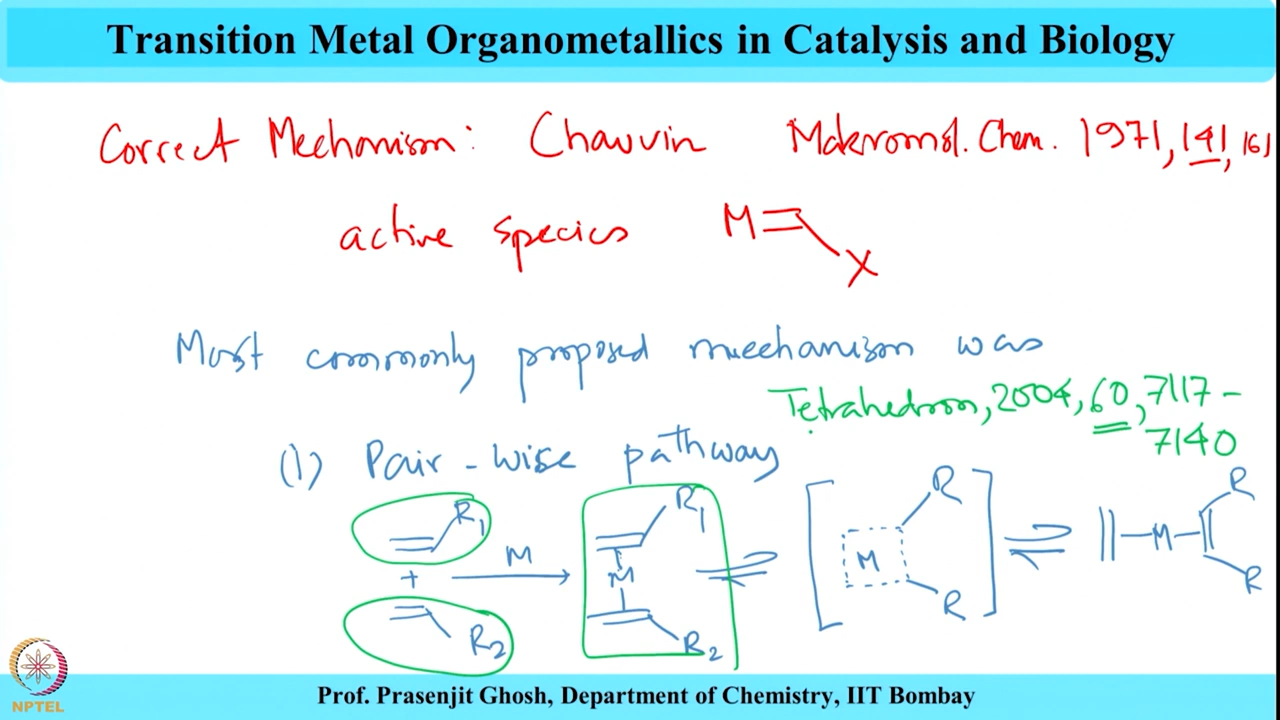 Transition Metal Organometallics in Catalysis and Biology
Correct Mechanism: Chauvin Makromol. Chem. 1971, 141, 161
active species M X
Most commonly proposed mechanism was
Tetrahedron, 2004, 60, 7117-
7140
(1) Pair-wise pathway
R1 R1 R R
+ M M M M
R2 R2 R R
Prof. Prasenjit Ghosh, Department of Chemistry, IIT Bombay
NPTEL